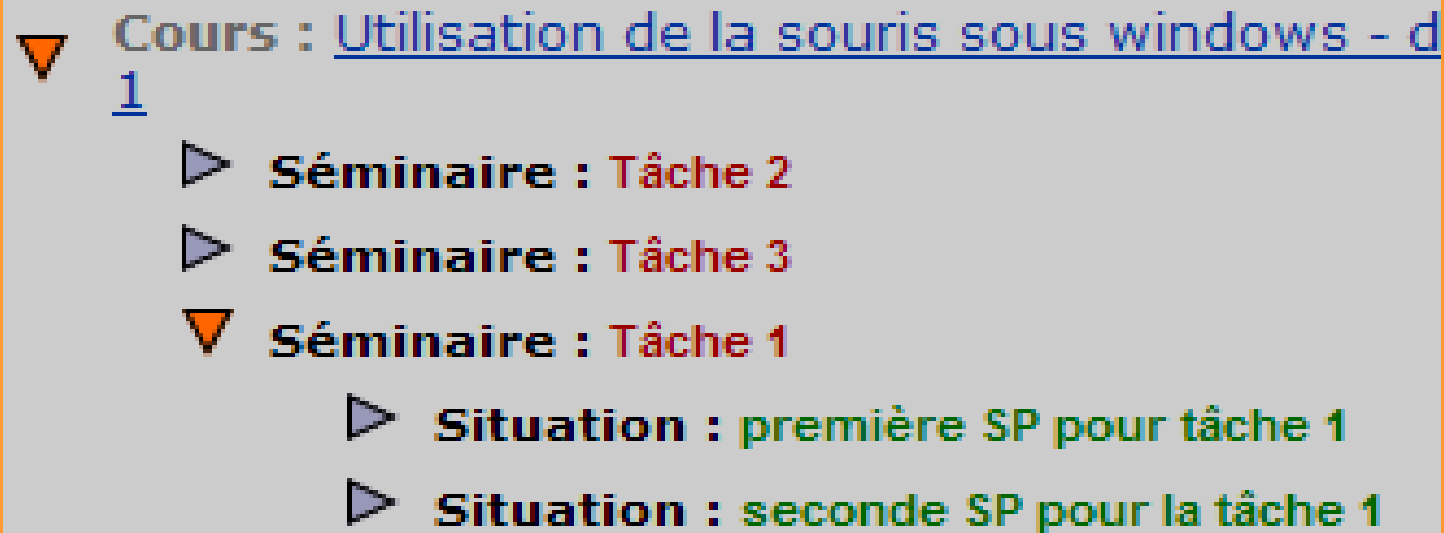 Cours : Utilisation de la souris sous windows - d
1
Séminaire : Tâche 2
Séminaire : Tâche 3
Séminaire : Tâche 1
Situation : première SP pour tâche 1
Situation : seconde SP pour la tâche 1